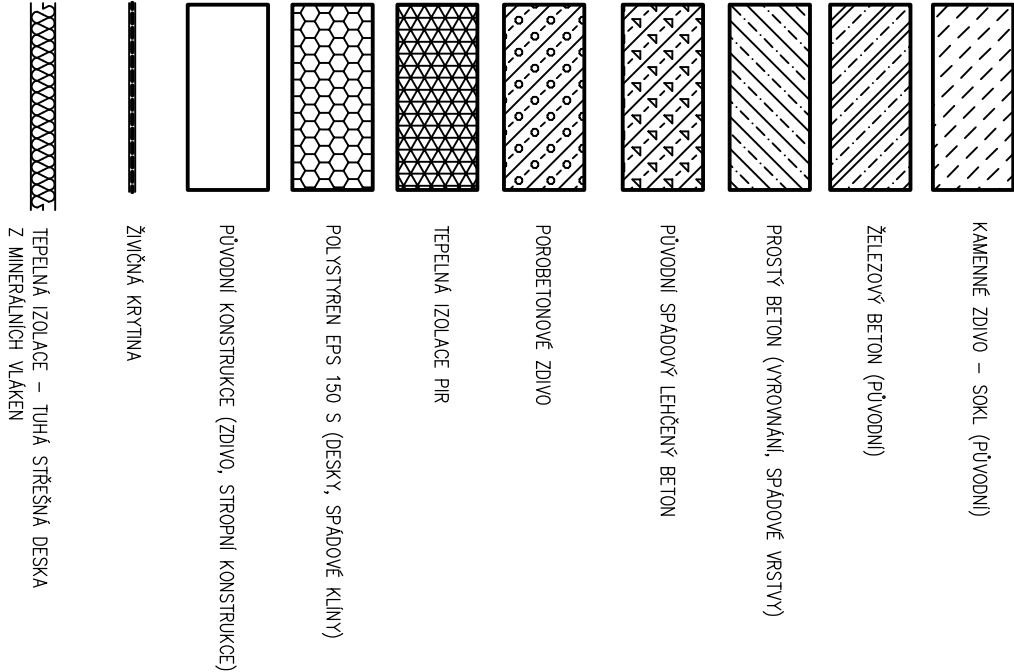 KAMENNÉ ZDIVO – SOKL (PŮVODNÍ)
ŽELEZOVÝ BETON (PŮVODNÍ)
PROSTÝ BETON (VYROVNÁNÍ, SPÁDOVÉ VRSTVY)
PŮVODNÍ SPÁDOVÝ LEHČENÝ BETON
POROBETONOVÉ ZDIVO
TEPELNÁ IZOLACE PIR
POLYSTYREN EPS 150 S (DESKY, SPÁDOVÉ KLÍNY)
PŮVODNÍ KONSTRUKCE (ZDIVO, STROPNÍ KONSTRUKCE)
ŽIVIČNÁ KRYTINA
TEPELNÁ IZOLACE – TUHÁ STŘEŠNÁ DESKA
Z MINERÁLNÍCH VLÁKEN